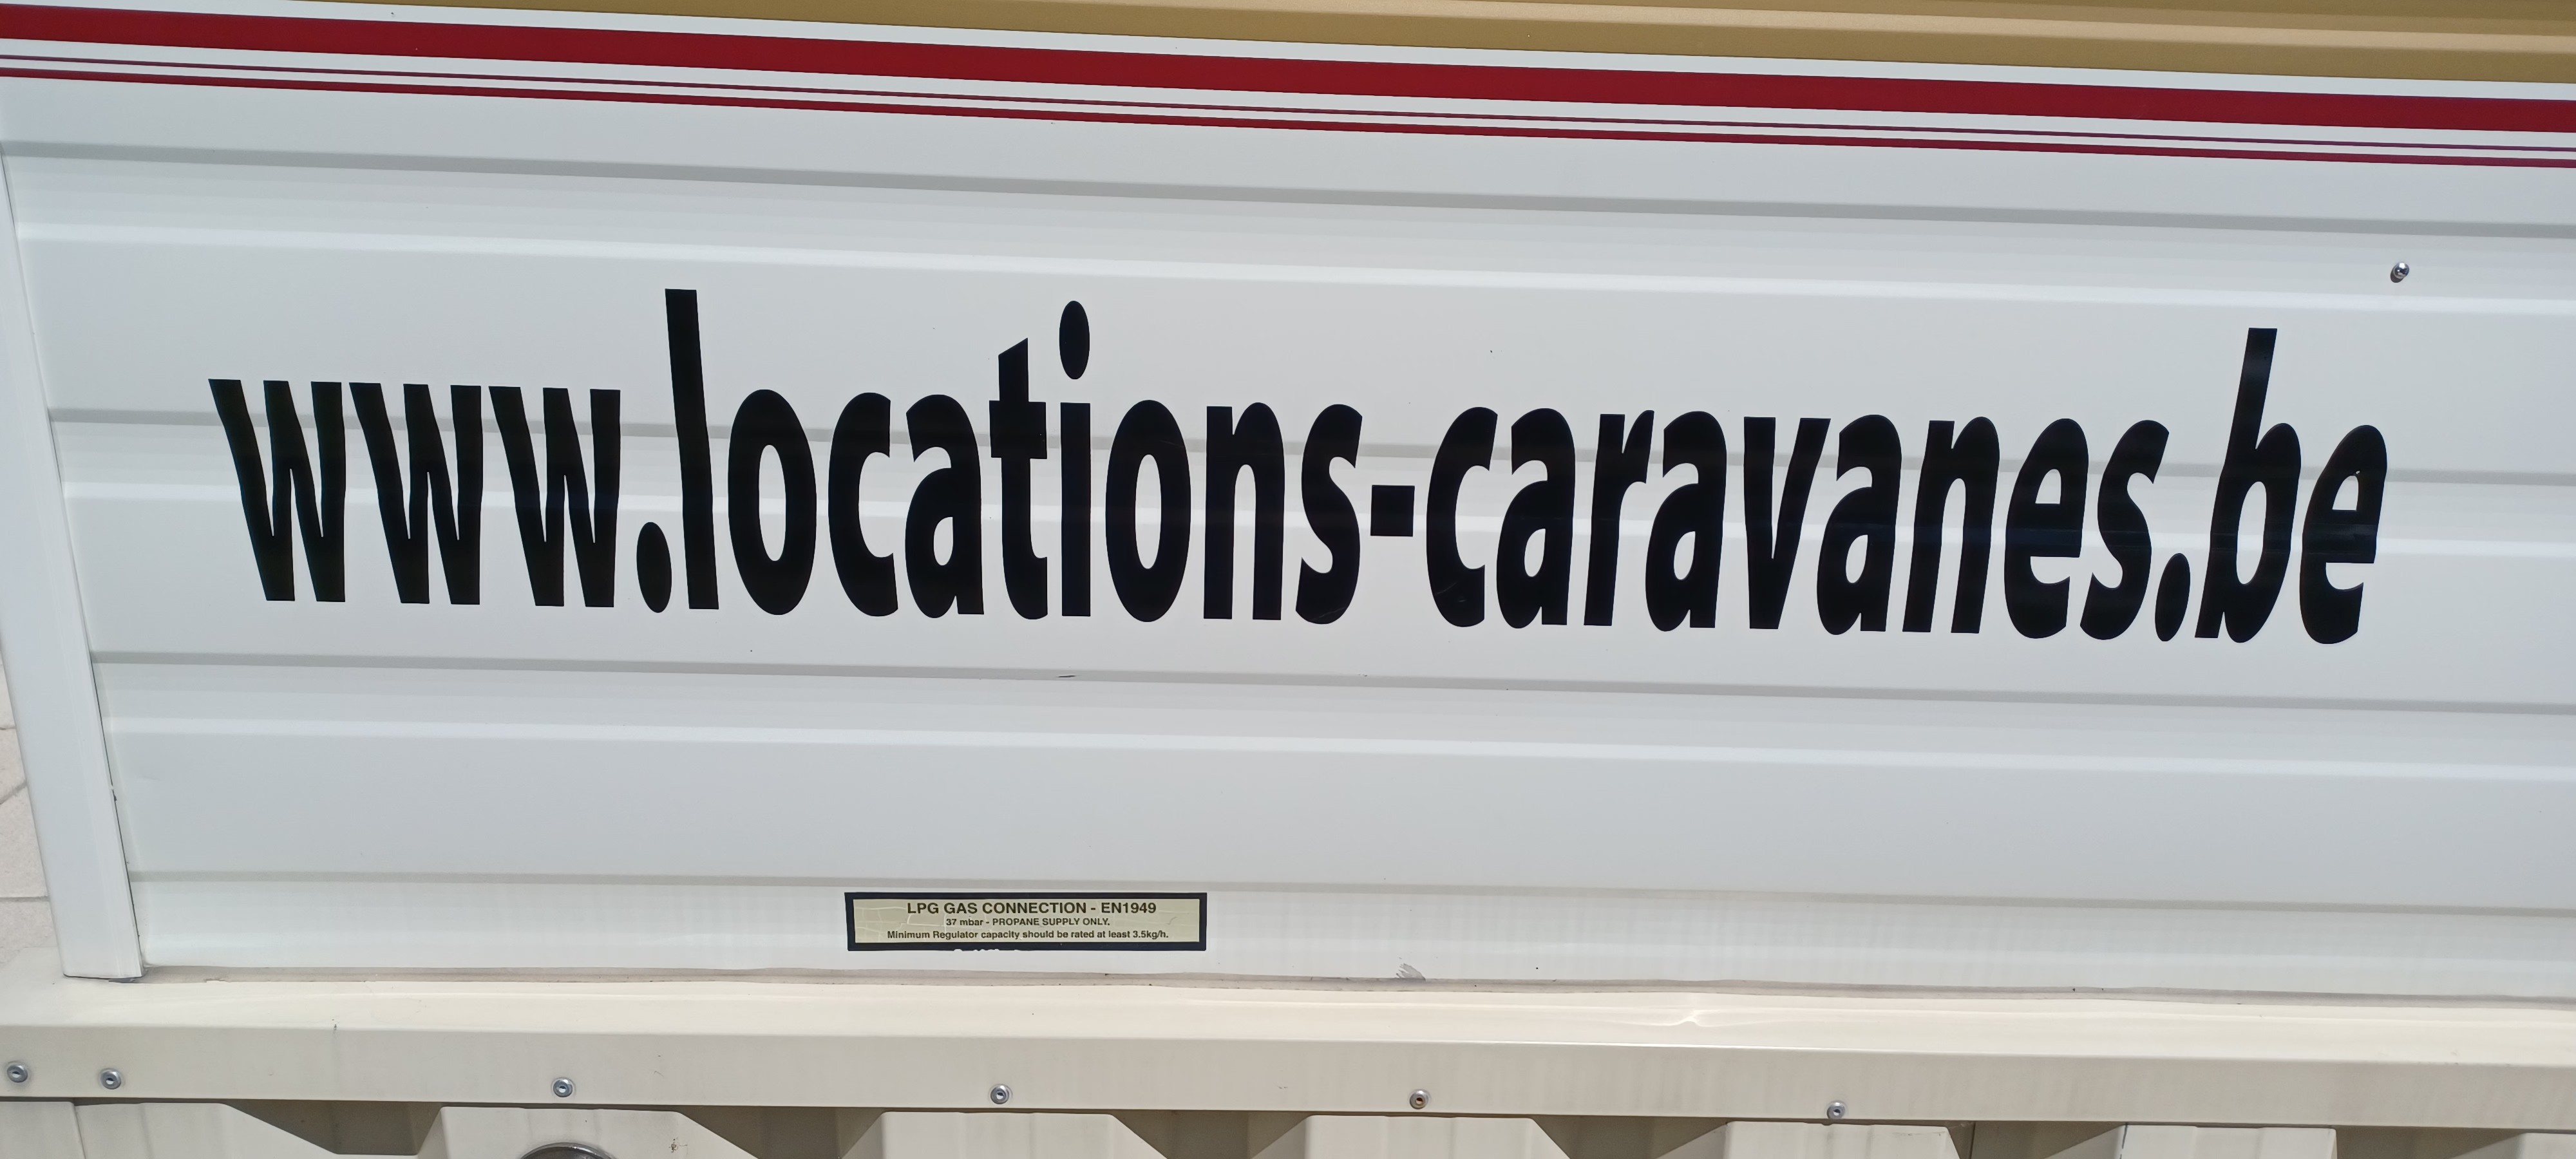 www.locations-caravanes.be
LPG GAS CONNECTION - EN1949
37 mbar - PROPANE SUPPLY ONLY.
Minimum Regulator capacity should be rated at least 3.5kg/h.